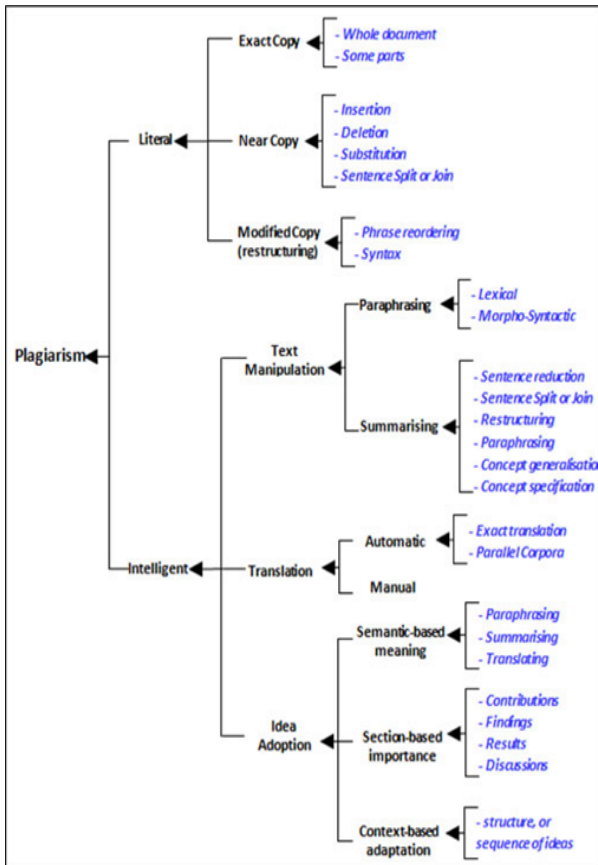 Plagiarism
Literal
Exact Copy
- Whole document
- Some parts
Near Copy
- Insertion
- Deletion
- Substitution
- Sentence Split or Join
Modified Copy
(restructuring)
- Phrase reordering
- Syntax
Intelligent
Text
Manipulation
Paraphrasing
- Lexical
- Morpho-Syntactic
Summarising
- Sentence reduction
- Sentence Split or Join
- Restructuring
- Paraphrasing
- Concept generalisatio
- Concept specification
Translation
Automatic
- Exact translation
- Parallel Corpora
Manual
Idea
Adoption
Semantic-based
meaning
- Paraphrasing
- Summarising
- Translating
Section-based
importance
- Contributions
- Findings
- Results
- Discussions
Context-based
adaptation
- structure, or
sequence of ideas